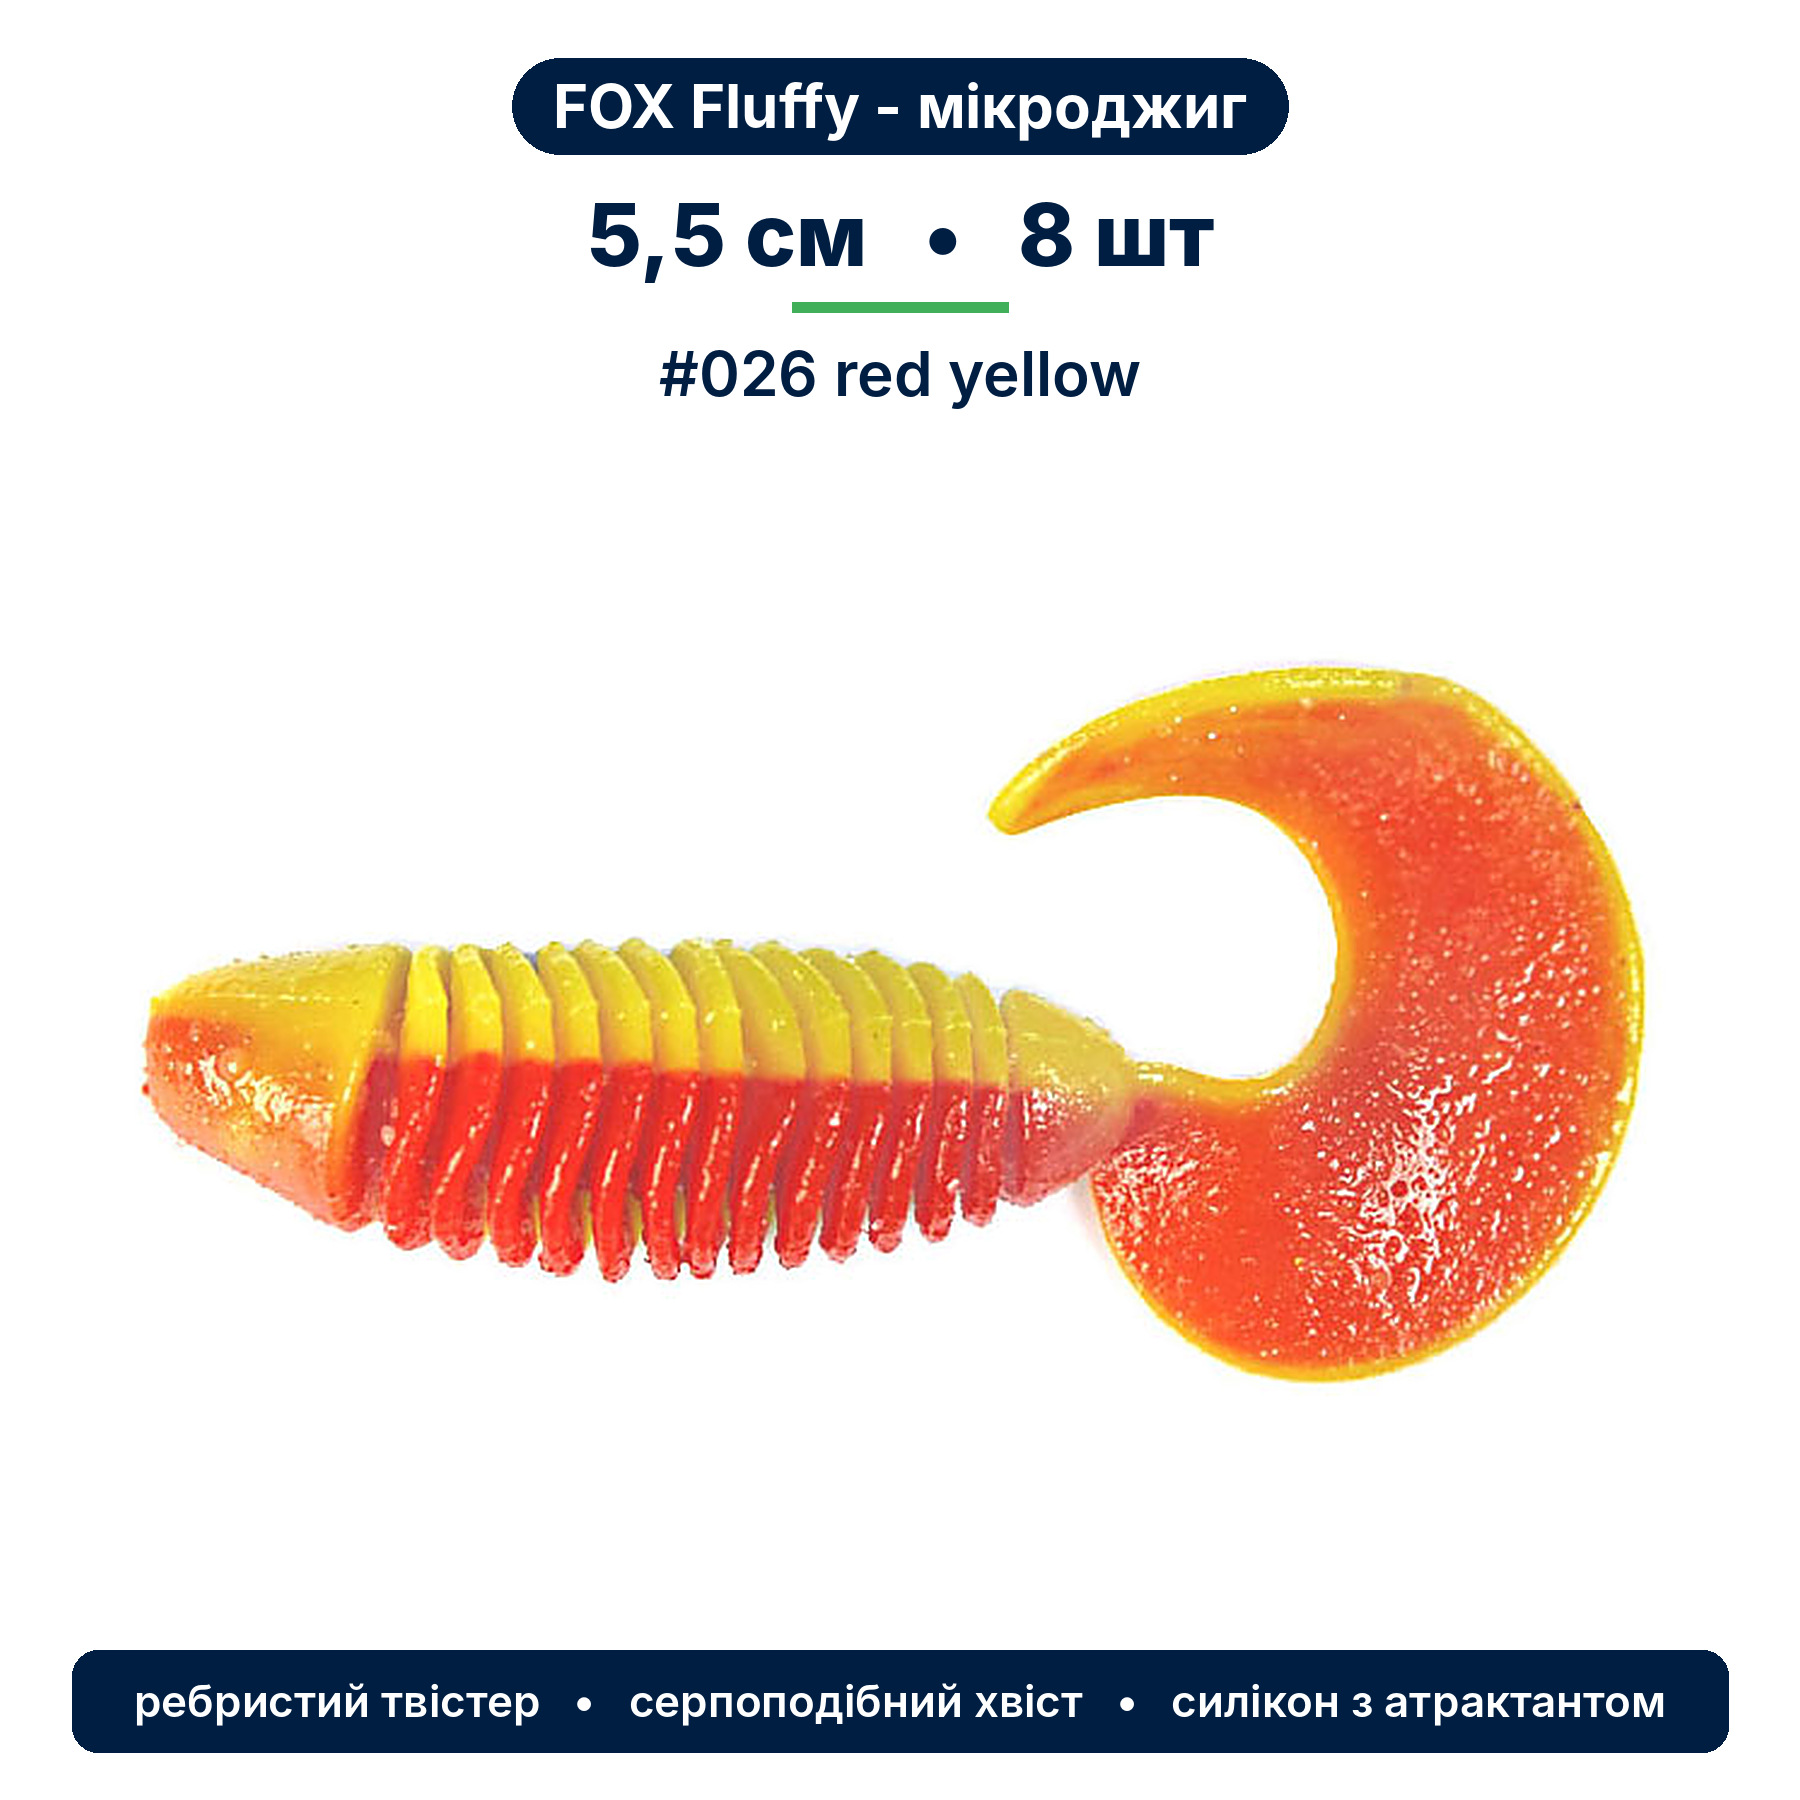 FOX Fluffy - мікроджиг
5,5 см • 8 шт
#026 red yellow
ребристий твістер • серпоподібний хвіст • силікон з атрактантом